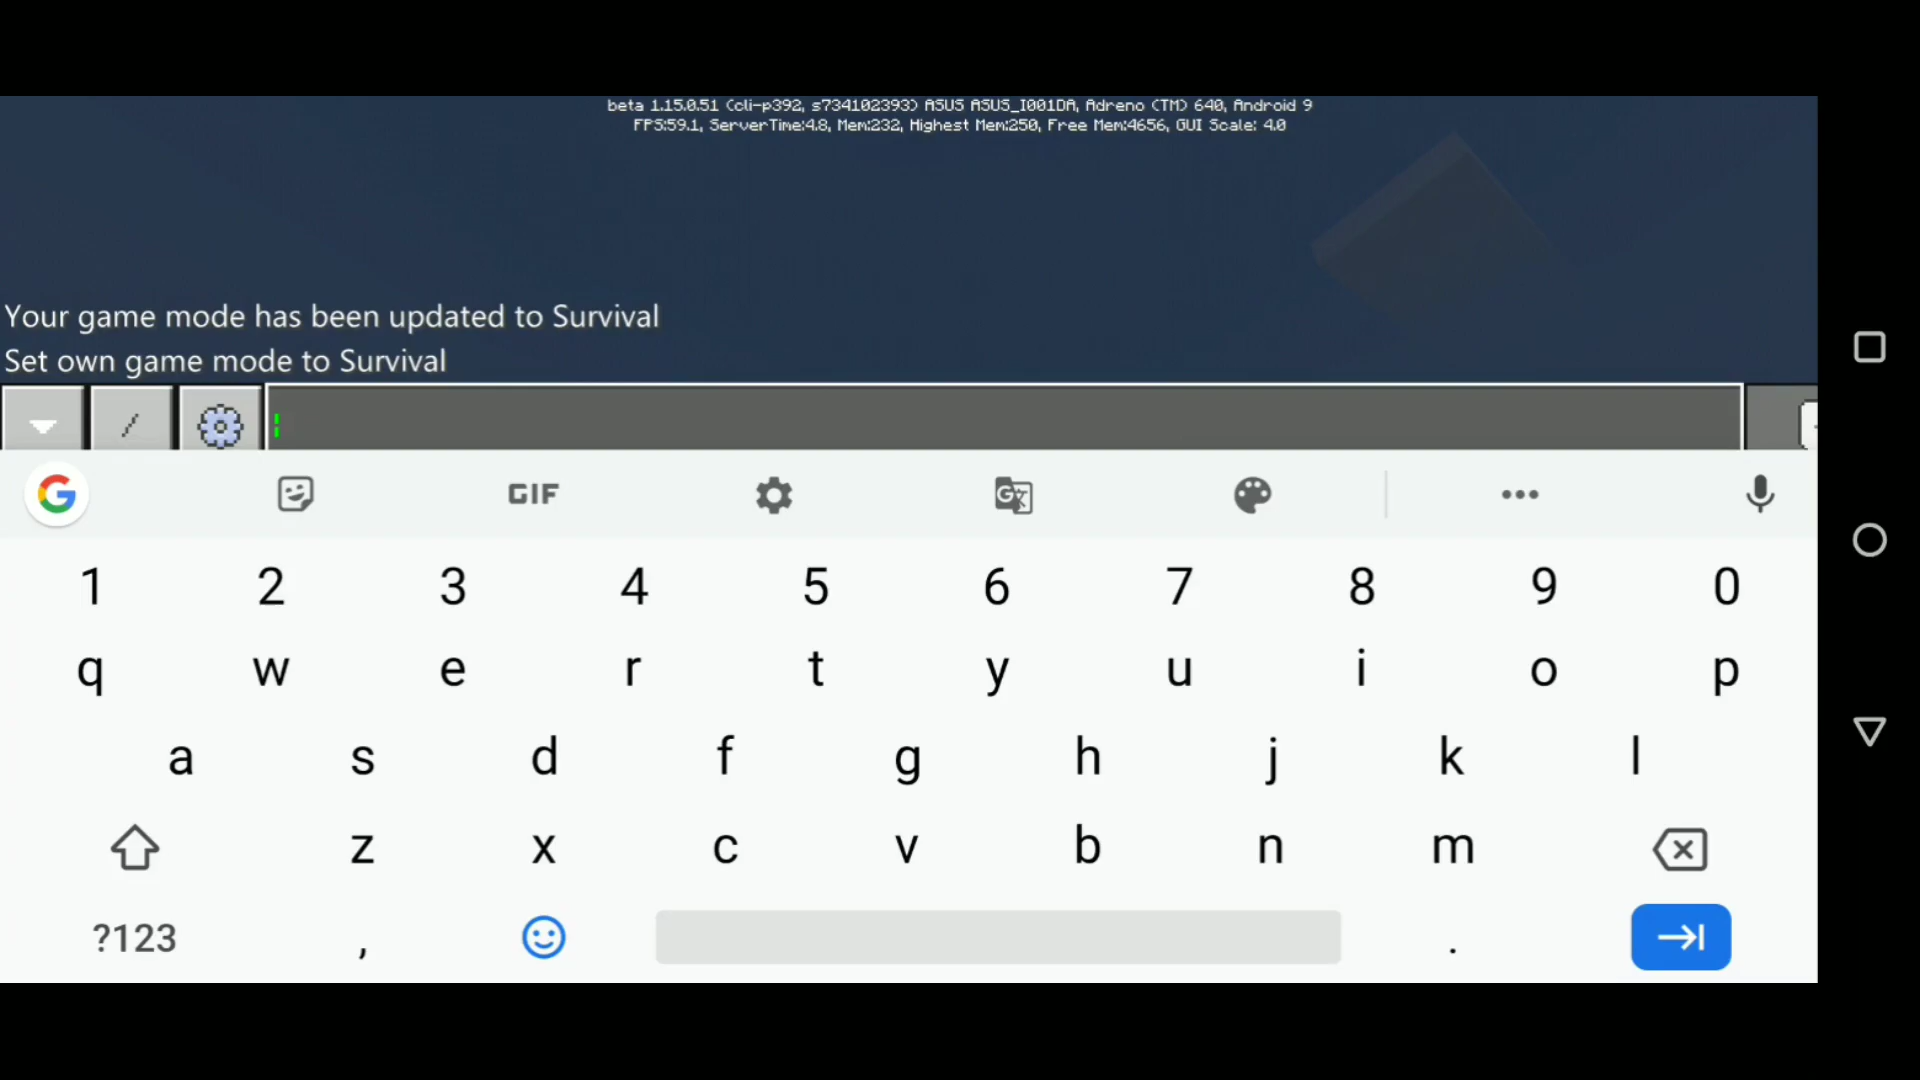 beta 1.15.0.51 (cli-p392, s734102393) ASUS ASUS_I001DA, Adreno (TM) 640, Android 9
FPS:59.1, ServerTime:4.8, Mem:232, Highest Mem:250, Free Mem:4656, GUI Scale: 4.0
Your game mode has been updated to Survival
Set own game mode to Survival
/
G GIF G
1 2 3 4 5 6 7 8 9 0
q w e r t y u i o p
a s d f g h j k l
z x c v b n m
?123 , .